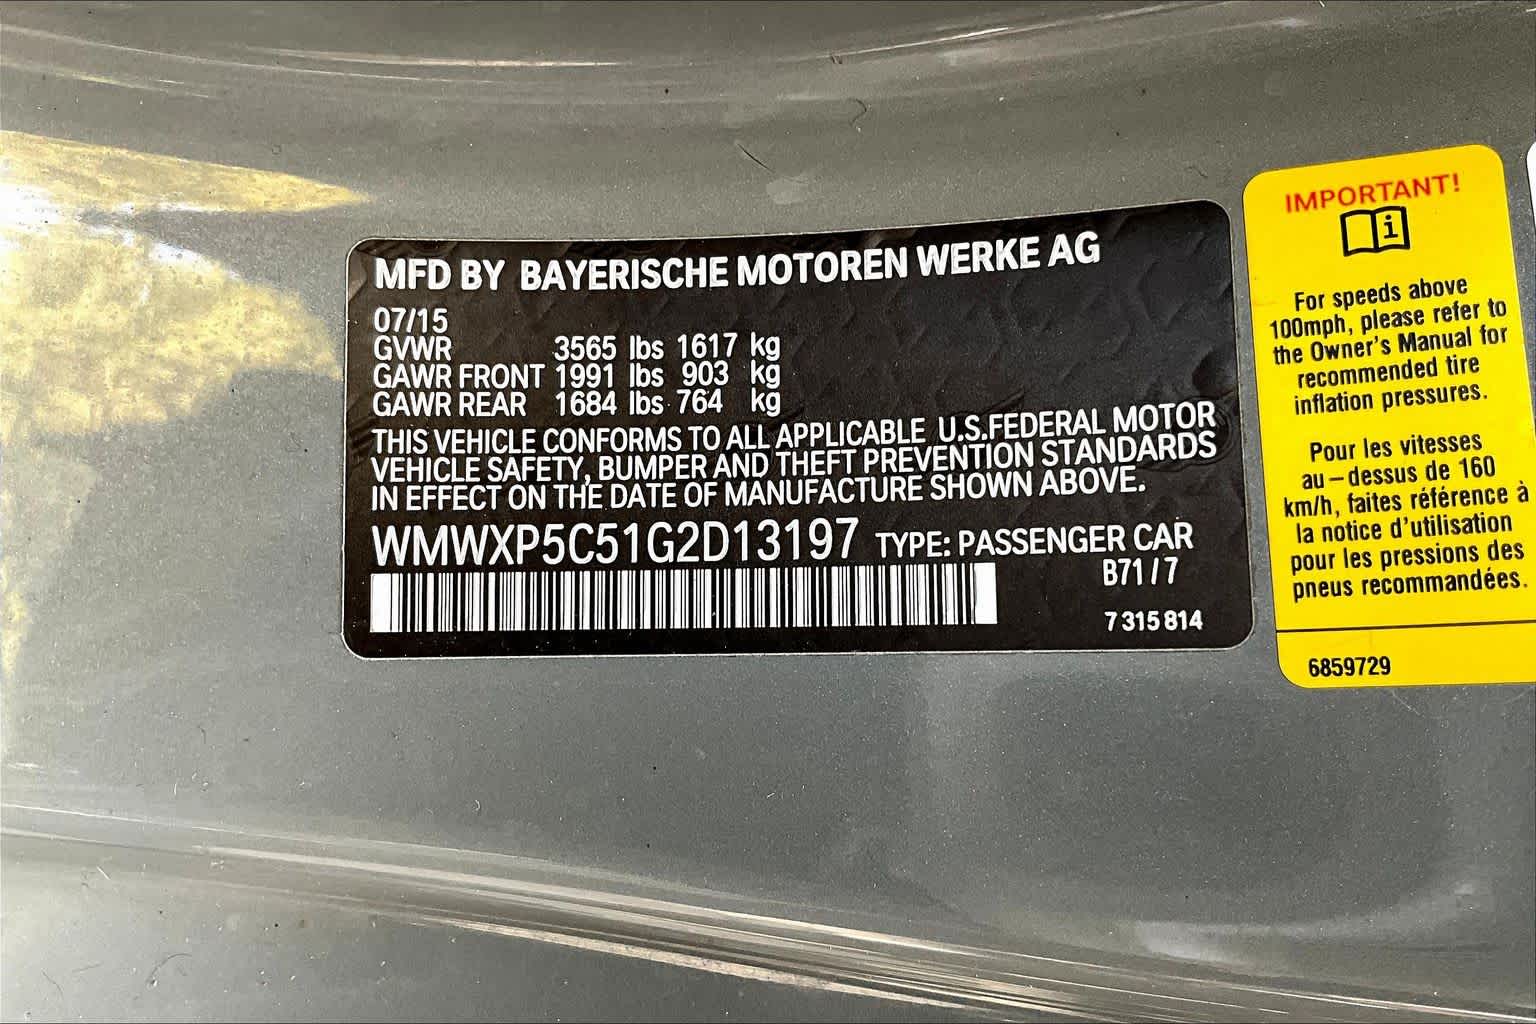 MFD BY BAYERISCHE MOTOREN WERKE AG
07/15
GVWR 3565 lbs 1617 kg
GAWR FRONT 1991 lbs 903 kg
GAWR REAR 1684 lbs 764 kg
THIS VEHICLE CONFORMS TO ALL APPLICABLE U.S.FEDERAL MOTOR
VEHICLE SAFETY, BUMPER AND THEFT PREVENTION STANDARDS
IN EFFECT ON THE DATE OF MANUFACTURE SHOWN ABOVE.
WMWXP5C51G2D13197 TYPE: PASSENGER CAR
B71/7
7 315 814
IMPORTANT!
For speeds above
100mph, please refer to
the Owner's Manual for
recommended tire
inflation pressures.
Pour les vitesses
au-dessus de 160
km/h, faites référence à
la notice d'utilisation
pour les pressions des
pneus recommandées.
6859729